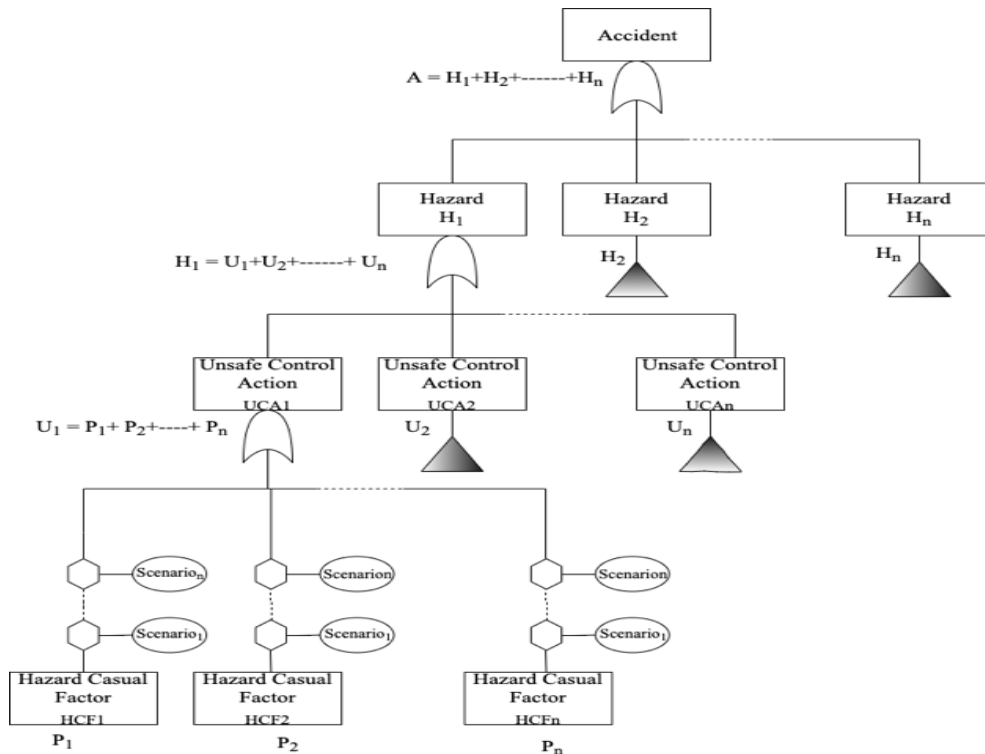 Accident
A = H₁+H₂+------+Hₙ
Hazard
H₁
Hazard
H₂
Hazard
Hₙ
H₁ = U₁+U₂+------+ Uₙ
H₂
Hₙ
Unsafe Control
Action
UCA1
Unsafe Control
Action
UCA2
Unsafe Control
Action
UCAn
U₁ = P₁+ P₂+----+ Pₙ
U₂
Uₙ
Scenarioₙ
Scenarion
Scenarion
Scenario₁
Scenario₁
Scenario₁
Hazard Casual
Factor
HCF1
Hazard Casual
Factor
HCF2
Hazard Casual
Factor
HCFn
P₁
P₂
Pₙ